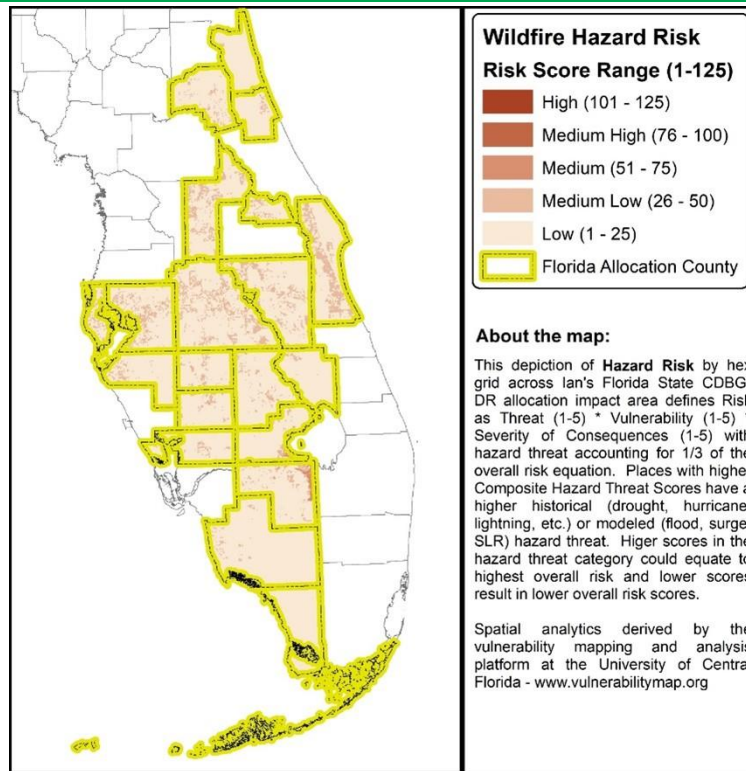 Wildfire Hazard Risk
Risk Score Range (1-125)
High (101 - 125)
Medium High (76 - 100)
Medium (51 - 75)
Medium Low (26 - 50)
Low (1 - 25)
Florida Allocation County
About the map:
This depiction of Hazard Risk by hex
grid across Ian's Florida State CDBG
DR allocation impact area defines Risk
as Threat (1-5) * Vulnerability (1-5) *
Severity of Consequences (1-5) with
hazard threat accounting for 1/3 of the
overall risk equation. Places with higher
Composite Hazard Threat Scores have a
higher historical (drought, hurricane,
lightning, etc.) or modeled (flood, surge,
SLR) hazard threat. Higer scores in the
hazard threat category could equate to
highest overall risk and lower scores
result in lower overall risk scores.
Spatial analytics derived by the
vulnerability mapping and analysis
platform at the University of Central
Florida - www.vulnerabilitymap.org